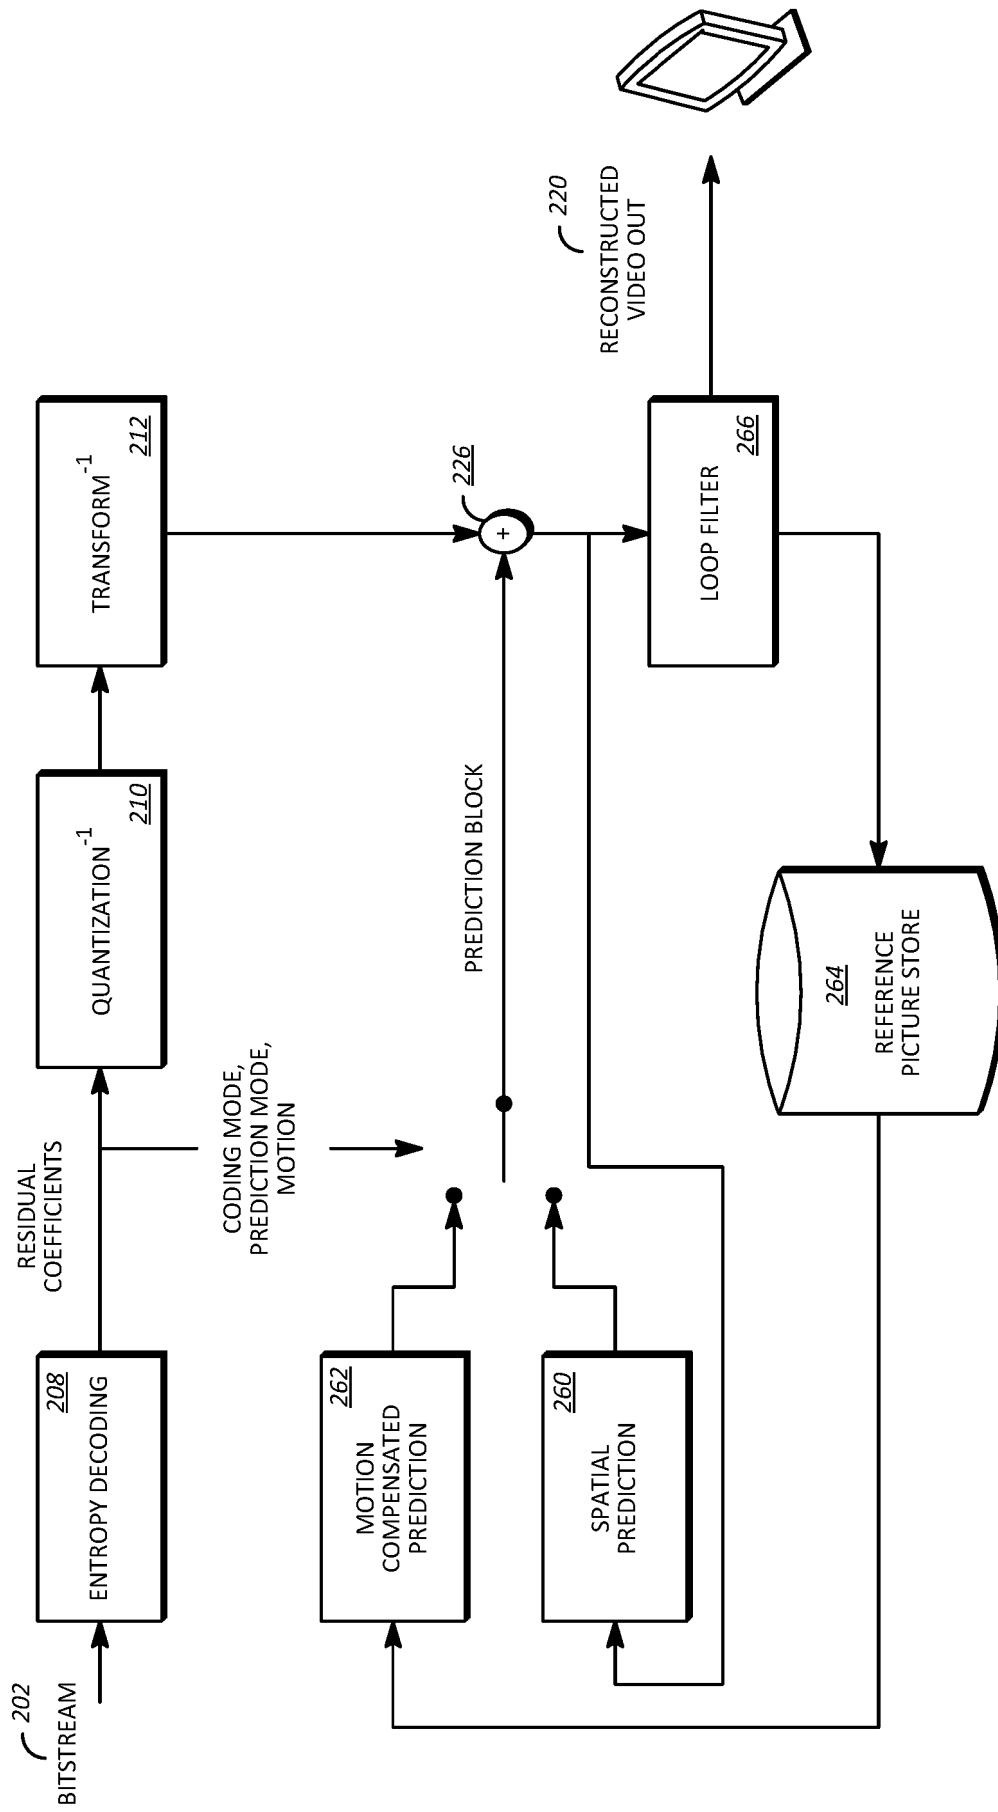 202
BITSTREAM
208
ENTROPY DECODING
RESIDUAL
COEFFICIENTS
210
QUANTIZATION-1
212
TRANSFORM-1
CODING MODE,
PREDICTION MODE,
MOTION
262
MOTION
COMPENSATED
PREDICTION
260
SPATIAL
PREDICTION
PREDICTION BLOCK
226
+
266
LOOP FILTER
220
RECONSTRUCTED
VIDEO OUT
264
REFERENCE
PICTURE STORE